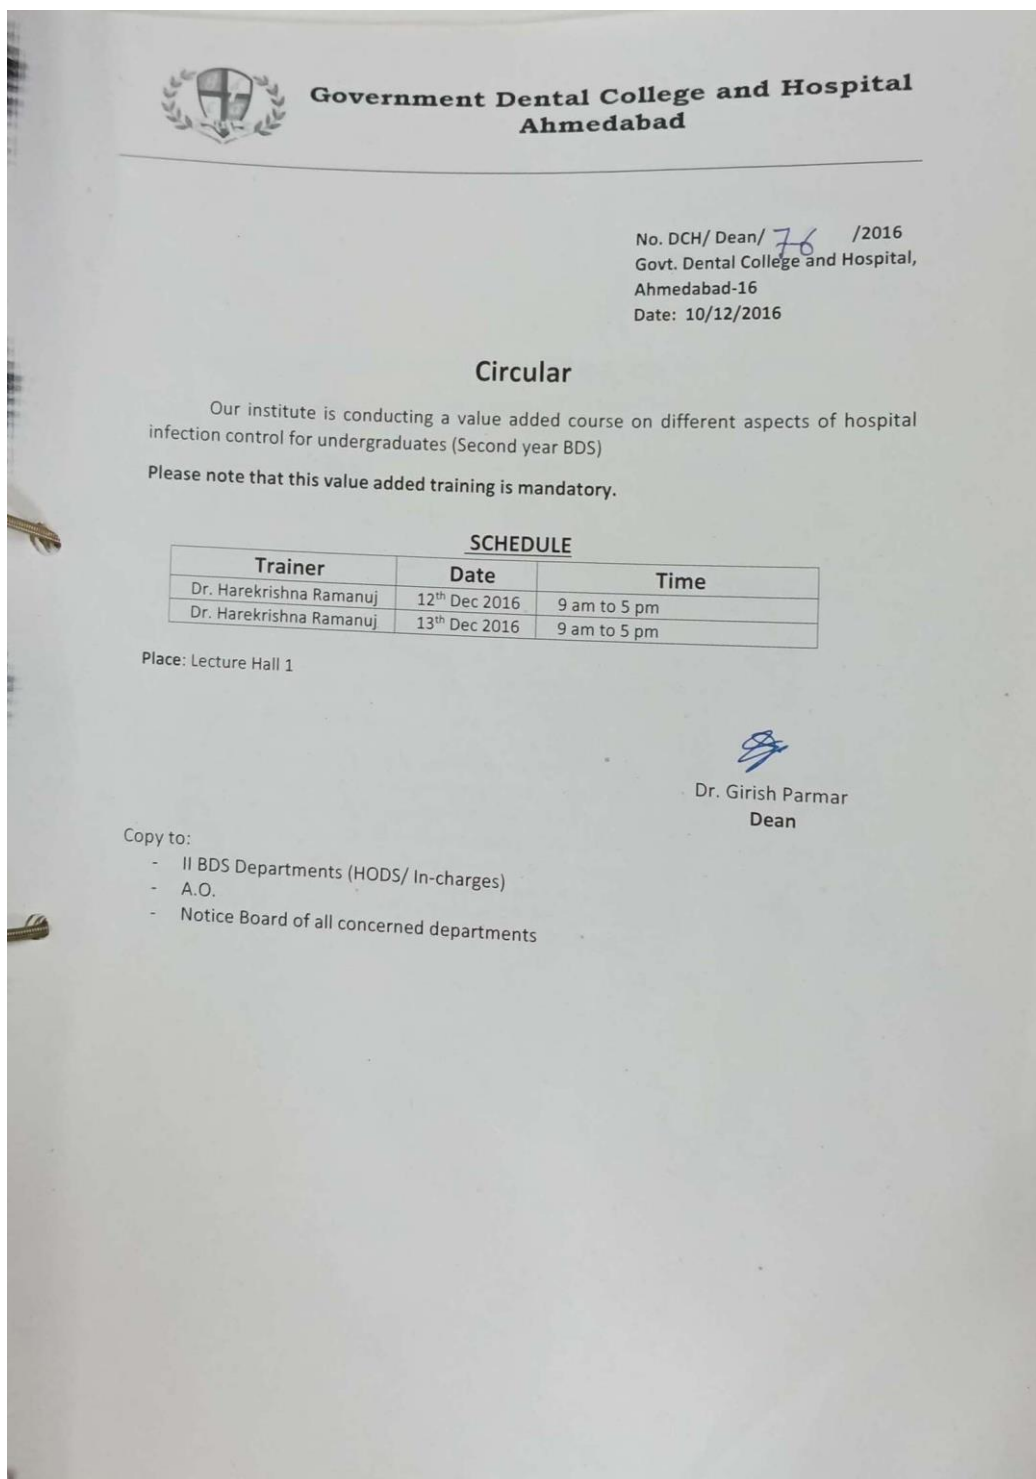 Government Dental College and Hospital
Ahmedabad
No. DCH/ Dean/ 76 /2016
Govt. Dental College and Hospital,
Ahmedabad-16
Date: 10/12/2016
Circular
Our institute is conducting a value added course on different aspects of hospital
infection control for undergraduates (Second year BDS)
Please note that this value added training is mandatory.
SCHEDULE
Trainer Date Time
Dr. Harekrishna Ramanuj 12th Dec 2016 9 am to 5 pm
Dr. Harekrishna Ramanuj 13th Dec 2016 9 am to 5 pm
Place: Lecture Hall 1
Dr. Girish Parmar
Dean
Copy to:
- II BDS Departments (HODS/ In-charges)
- A.O.
- Notice Board of all concerned departments